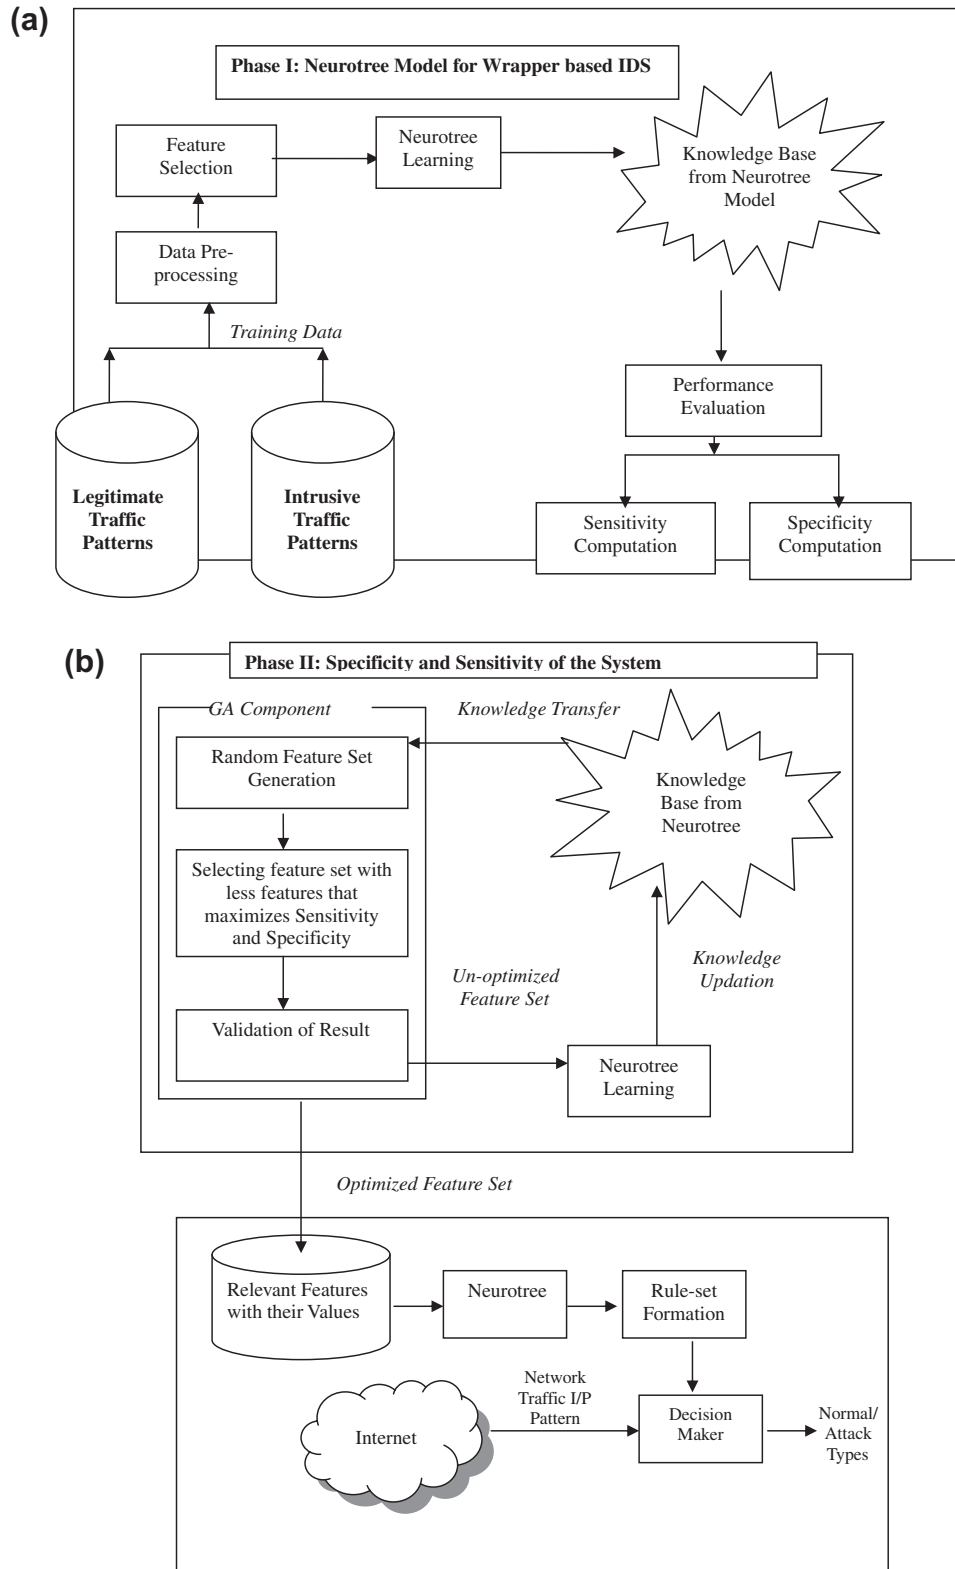 (a)
Phase I: Neurotree Model for Wrapper based IDS
Feature
Selection
Neurotree
Learning
Knowledge Base
from Neurotree
Model
Data Pre-
processing
Training Data
Performance
Evaluation
Legitimate
Traffic
Patterns
Intrusive
Traffic
Patterns
Sensitivity
Computation
Specificity
Computation
(b)
Phase II: Specificity and Sensitivity of the System
GA Component
Knowledge Transfer
Random Feature Set
Generation
Knowledge
Base from
Neurotree
Selecting feature set with
less features that
maximizes Sensitivity
and Specificity
Un-optimized
Feature Set
Knowledge
Updation
Validation of Result
Neurotree
Learning
Optimized Feature Set
Relevant Features
with their Values
Neurotree
Rule-set
Formation
Network
Traffic I/P
Pattern
Internet
Decision
Maker
Normal/
Attack
Types